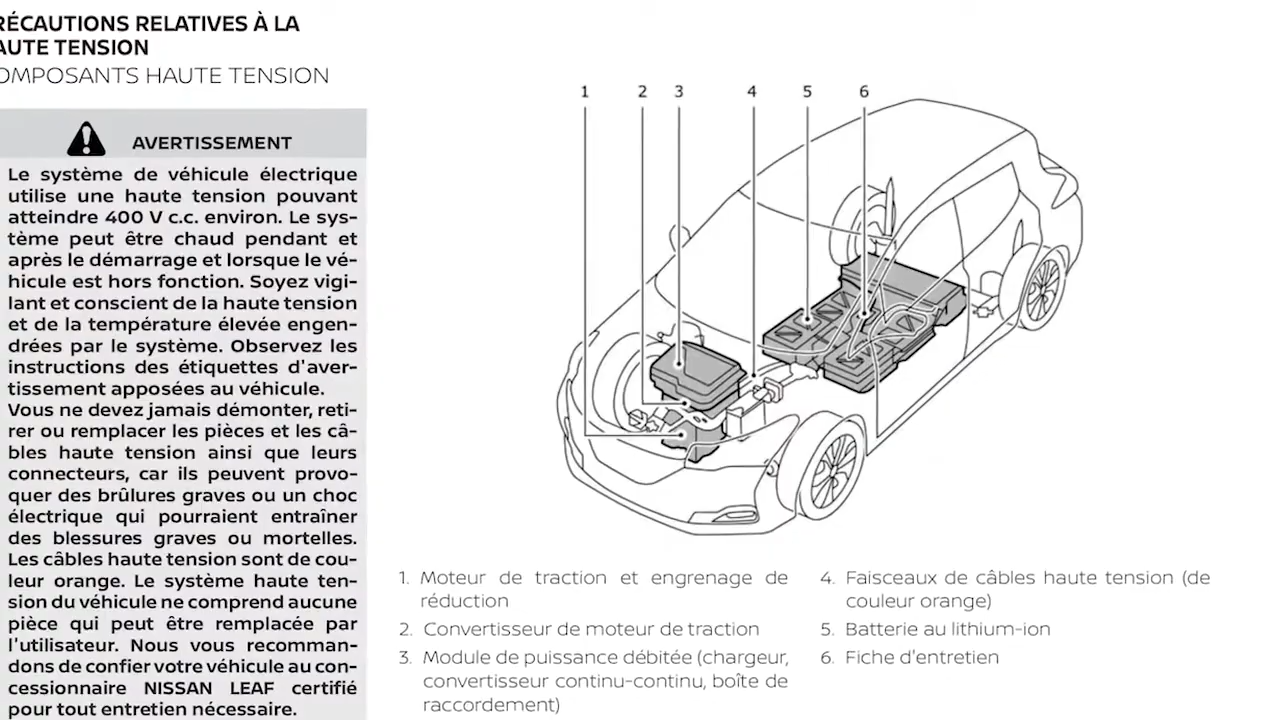 RÉCAUTIONS RELATIVES À LA
AUTE TENSION
OMPOSANTS HAUTE TENSION
AVERTISSEMENT
Le système de véhicule électrique
utilise une haute tension pouvant
atteindre 400 V c.c. environ. Le sys-
tème peut être chaud pendant et
après le démarrage et lorsque le vé-
hicule est hors fonction. Soyez vigi-
lant et conscient de la haute tension
et de la température élevée engen-
drées par le système. Observez les
instructions des étiquettes d'aver-
tissement apposées au véhicule.
Vous ne devez jamais démonter, reti-
rer ou remplacer les pièces et les câ-
bles haute tension ainsi que leurs
connecteurs, car ils peuvent provo-
quer des brûlures graves ou un choc
électrique qui pourraient entraîner
des blessures graves ou mortelles.
Les câbles haute tension sont de cou-
leur orange. Le système haute ten-
sion du véhicule ne comprend aucune
pièce qui peut être remplacée par
l'utilisateur. Nous vous recomman-
dons de confier votre véhicule au con-
cessionnaire NISSAN LEAF certifié
pour tout entretien nécessaire.
1 2 3 4 5 6
1. Moteur de traction et engrenage de
réduction
2. Convertisseur de moteur de traction
3. Module de puissance débitée (chargeur,
convertisseur continu-continu, boîte de
raccordement)
4. Faisceaux de câbles haute tension (de
couleur orange)
5. Batterie au lithium-ion
6. Fiche d'entretien